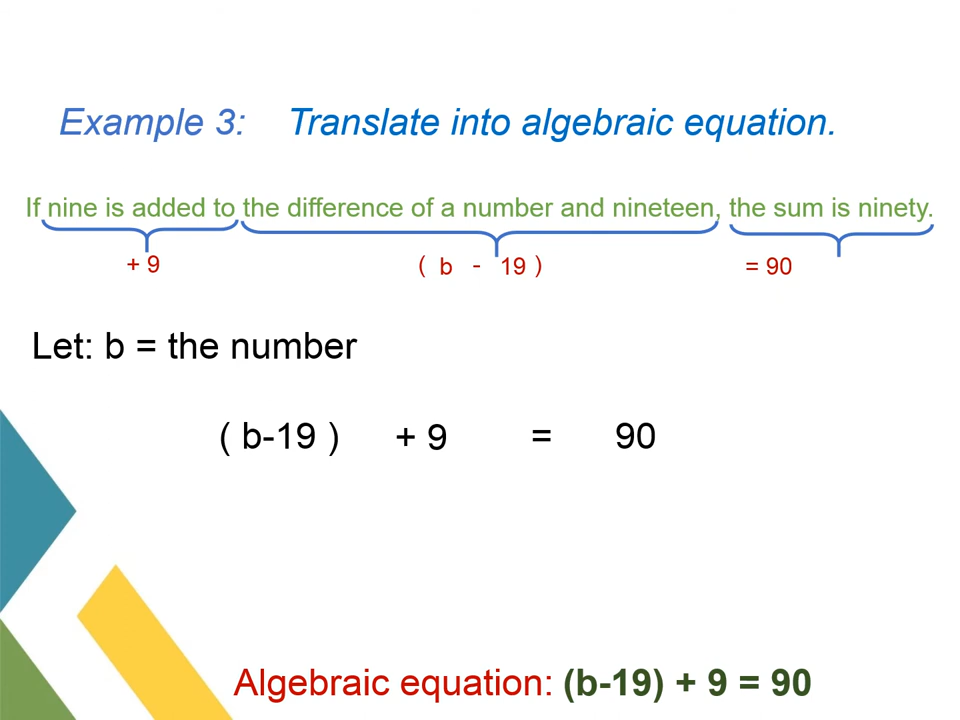 Example 3: Translate into algebraic equation.
If nine is added to the difference of a number and nineteen, the sum is ninety.
+ 9 ( b - 19 ) = 90
Let: b = the number
( b-19 ) + 9 = 90
Algebraic equation: (b-19) + 9 = 90